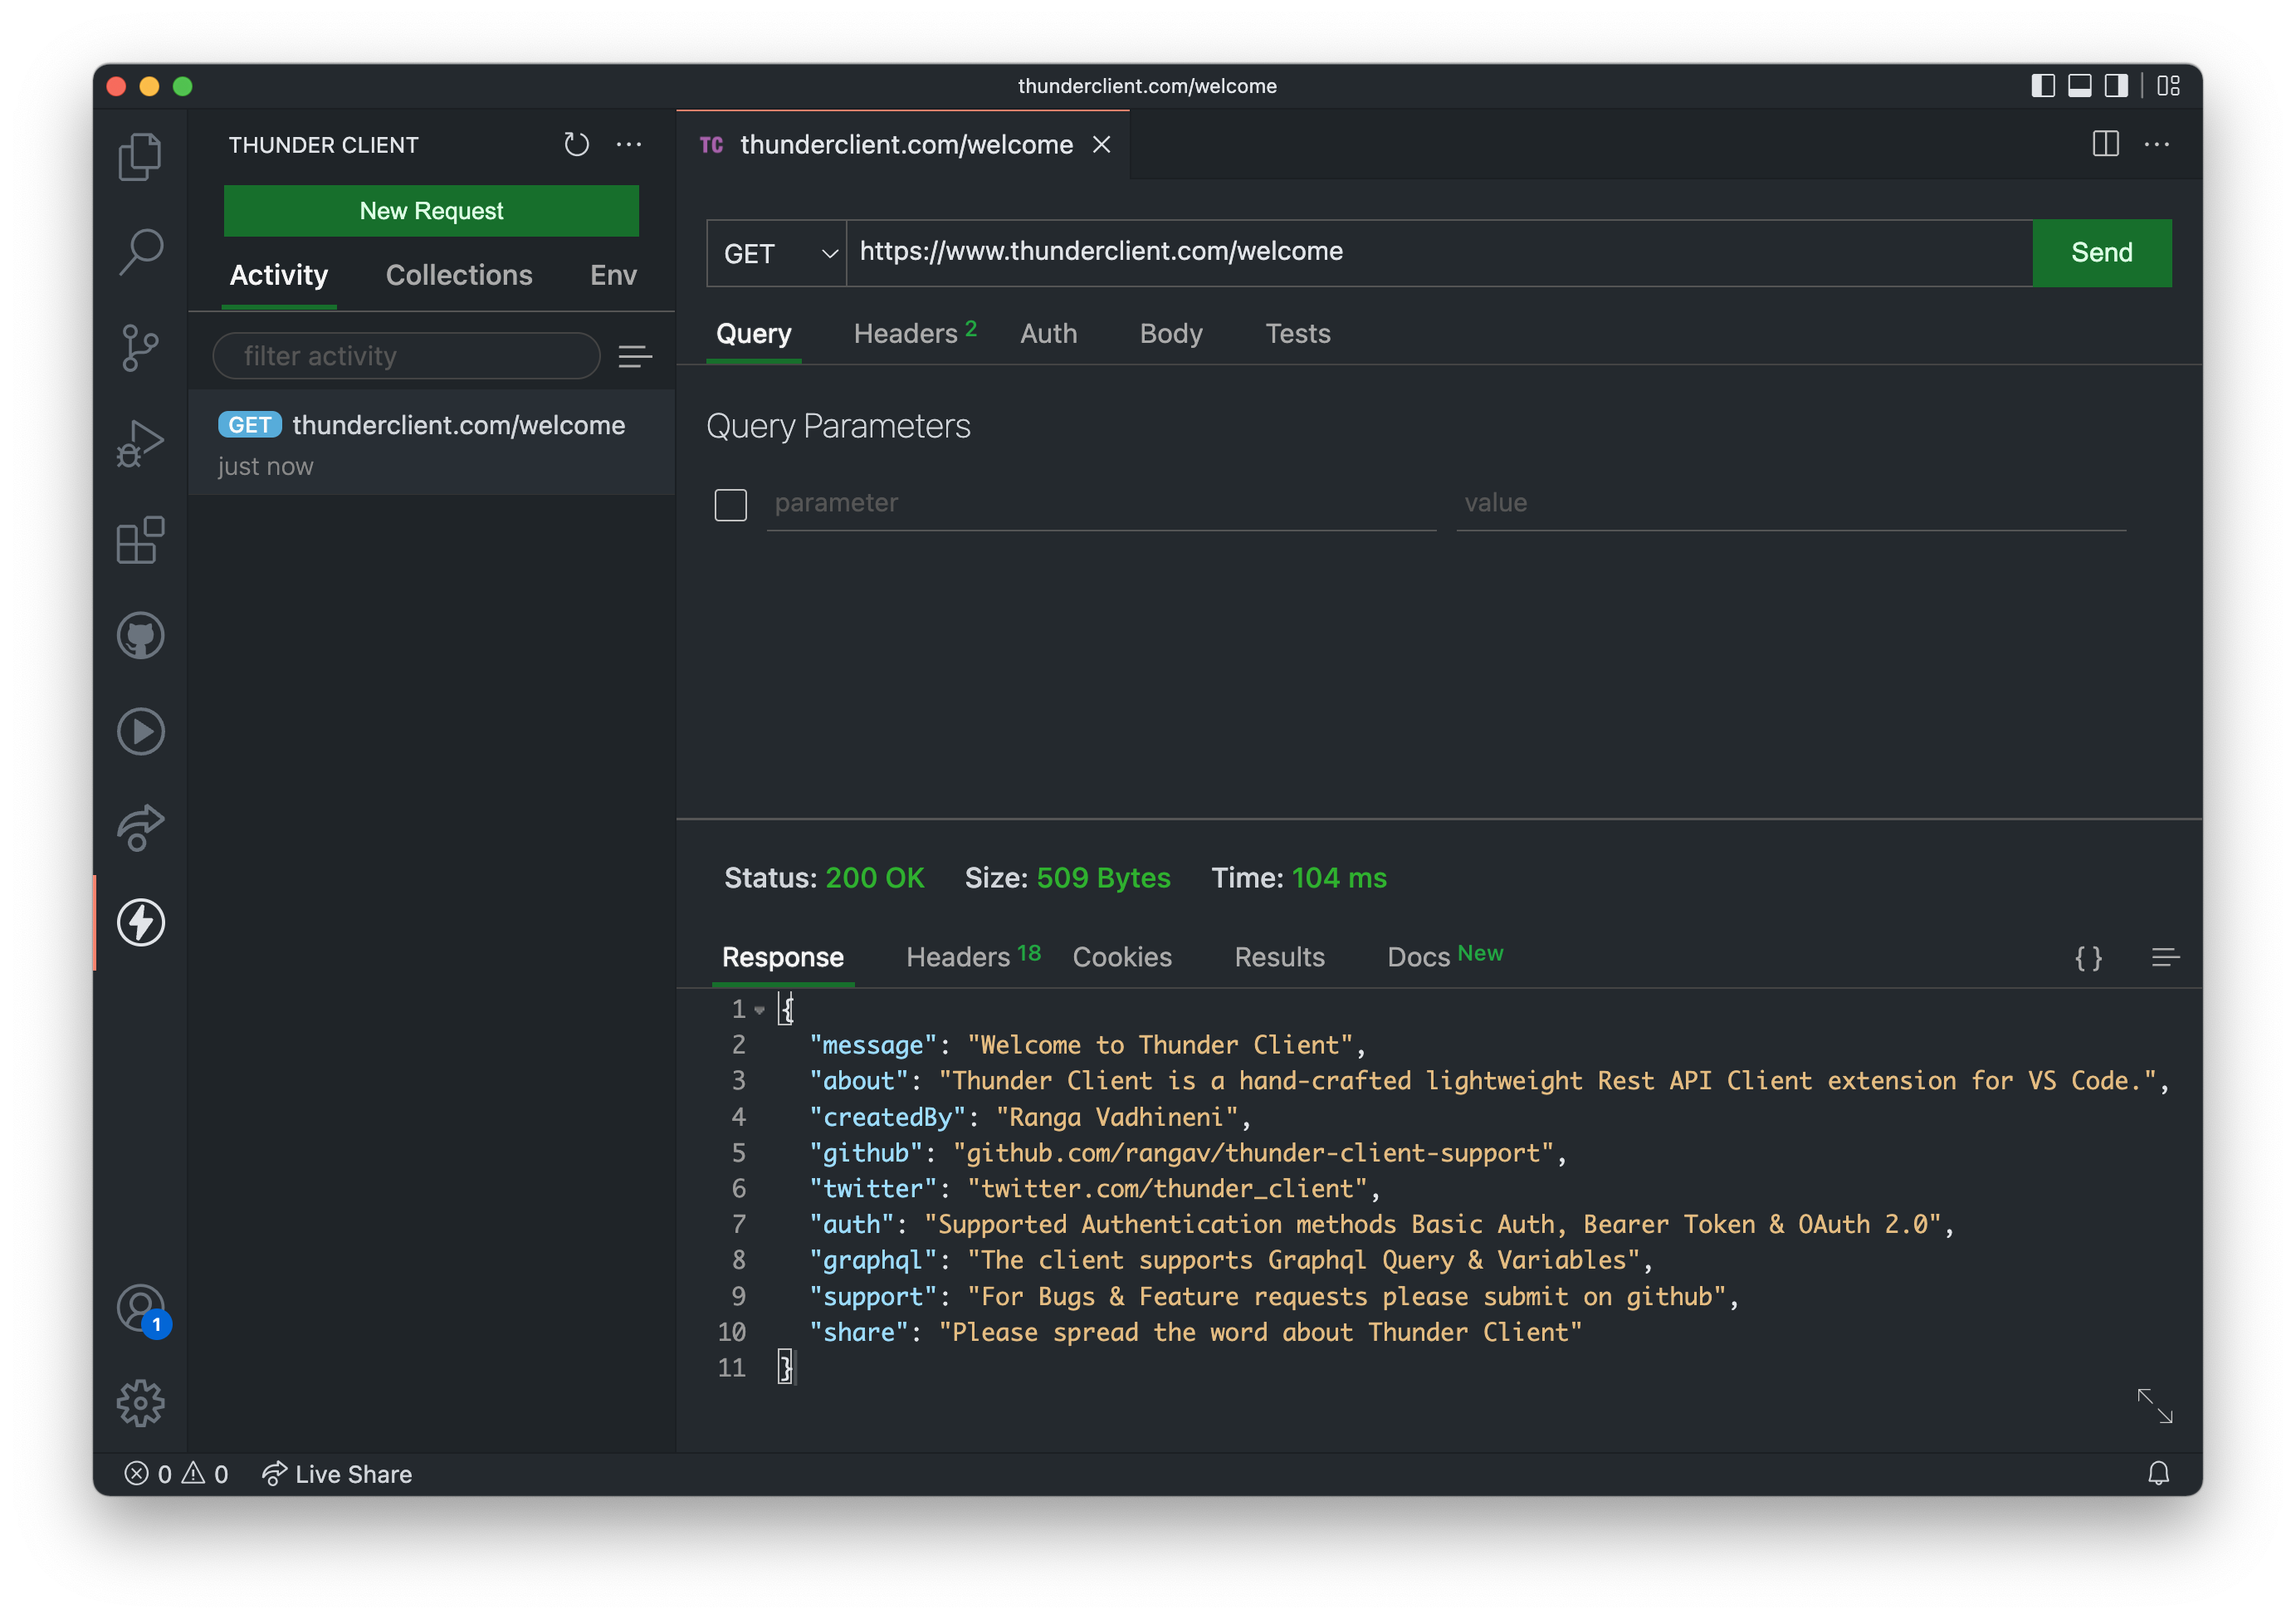 thunderclient.com/welcome
THUNDER CLIENT
New Request
Activity Collections Env
filter activity
GET thunderclient.com/welcome
just now
TC thunderclient.com/welcome
GET https://www.thunderclient.com/welcome Send
Query Headers 2 Auth Body Tests
Query Parameters
parameter value
Status: 200 OK Size: 509 Bytes Time: 104 ms
Response Headers 18 Cookies Results Docs New { }
1 {
2 "message": "Welcome to Thunder Client",
3 "about": "Thunder Client is a hand-crafted lightweight Rest API Client extension for VS Code.",
4 "createdBy": "Ranga Vadhineni",
5 "github": "github.com/rangav/thunder-client-support",
6 "twitter": "twitter.com/thunder_client",
7 "auth": "Supported Authentication methods Basic Auth, Bearer Token & OAuth 2.0",
8 "graphql": "The client supports Graphql Query & Variables",
9 "support": "For Bugs & Feature requests please submit on github",
10 "share": "Please spread the word about Thunder Client"
11 }
1
0 0 Live Share